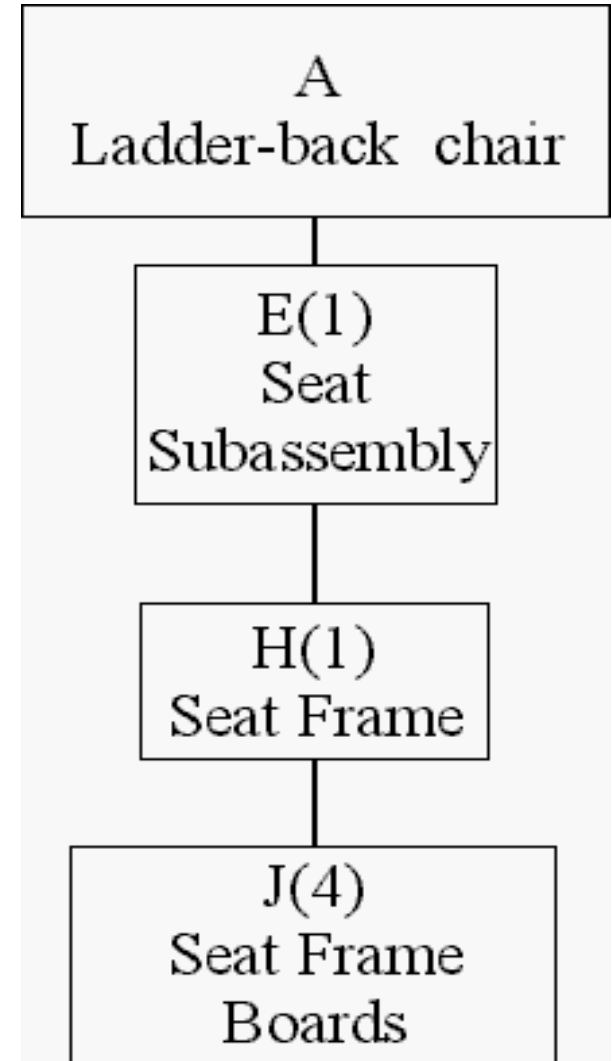 A
Ladder-back chair
E(1)
Seat
Subassembly
H(1)
Seat Frame
J(4)
Seat Frame
Boards